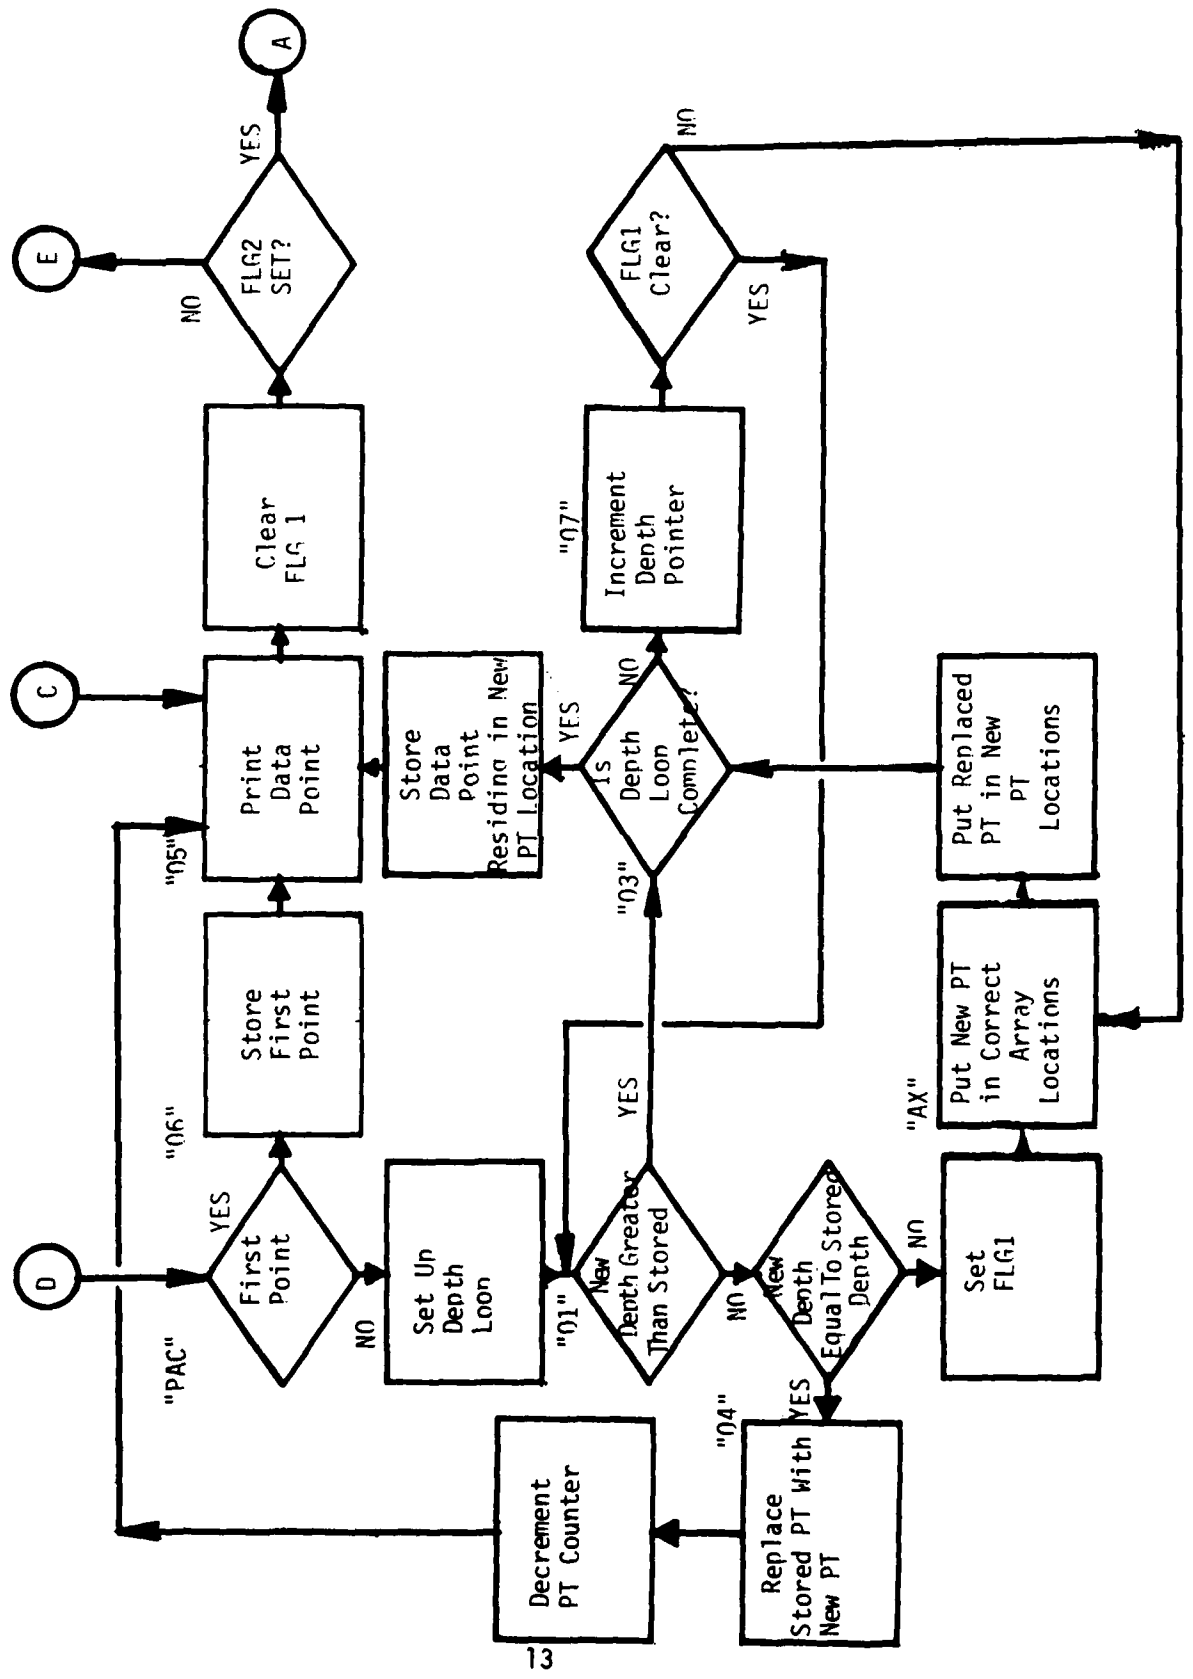 D
C
E
"PAC"
First
Point
YES
NO
"06"
Store
First
Point
"05"
Print
Data
Point
Clear
FLG 1
FLG2
SET?
NO
YES
A
Set Up
Depth
Loop
Store
Data
Point
Residing in New
PT Location
Decrement
PT Counter
"01"
New
Depth Greater
Than Stored
YES
NO
"03"
Is
Depth
Loop
Complete?
YES
NO
"07"
Increment
Depth
Pointer
FLG1
Clear?
NO
YES
"04"
Replace
Stored PT With
New PT
YES
New
Depth
Equal To Stored
Depth
NO
Set
FLG1
"AX"
Put New PT
in Correct
Array
Locations
Put Replaced
PT in New
PT
Locations
13